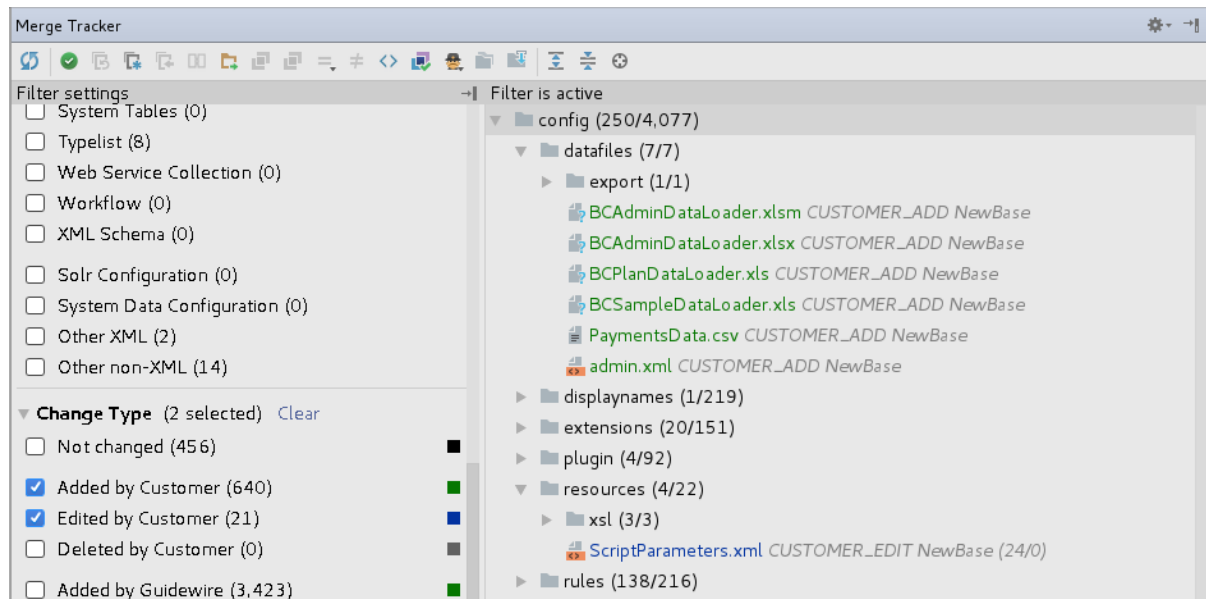 Merge Tracker
Filter settings
System Tables (0)
Typelist (8)
Web Service Collection (0)
Workflow (0)
XML Schema (0)
Solr Configuration (0)
System Data Configuration (0)
Other XML (2)
Other non-XML (14)
Change Type (2 selected) Clear
Not changed (456)
Added by Customer (640)
Edited by Customer (21)
Deleted by Customer (0)
Added by Guidewire (3,423)
Filter is active
config (250/4,077)
datafiles (7/7)
export (1/1)
BCAdminDataLoader.xlsm CUSTOMER_ADD NewBase
BCAdminDataLoader.xlsx CUSTOMER_ADD NewBase
BCPlanDataLoader.xls CUSTOMER_ADD NewBase
BCSampleDataLoader.xls CUSTOMER_ADD NewBase
PaymentsData.csv CUSTOMER_ADD NewBase
admin.xml CUSTOMER_ADD NewBase
displaynames (1/219)
extensions (20/151)
plugin (4/92)
resources (4/22)
xsl (3/3)
ScriptParameters.xml CUSTOMER_EDIT NewBase (24/0)
rules (138/216)